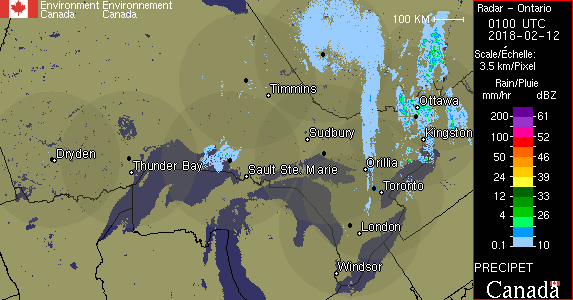 Environment Environnement
Canada Canada
100 KM
Timmins
Ottawa
Sudbury
Kingston
Dryden
Thunder Bay
Sault Ste. Marie
Orillia
Toronto
London
Windsor
Radar - Ontario
0100 UTC
2018-02-12
Scale/Échelle:
3.5 km/Pixel
Rain/Pluie
mm/hr dBZ
200 61
100 52
50 46
24 39
12 33
4 26
0.1 10
PRECIPET
Canada